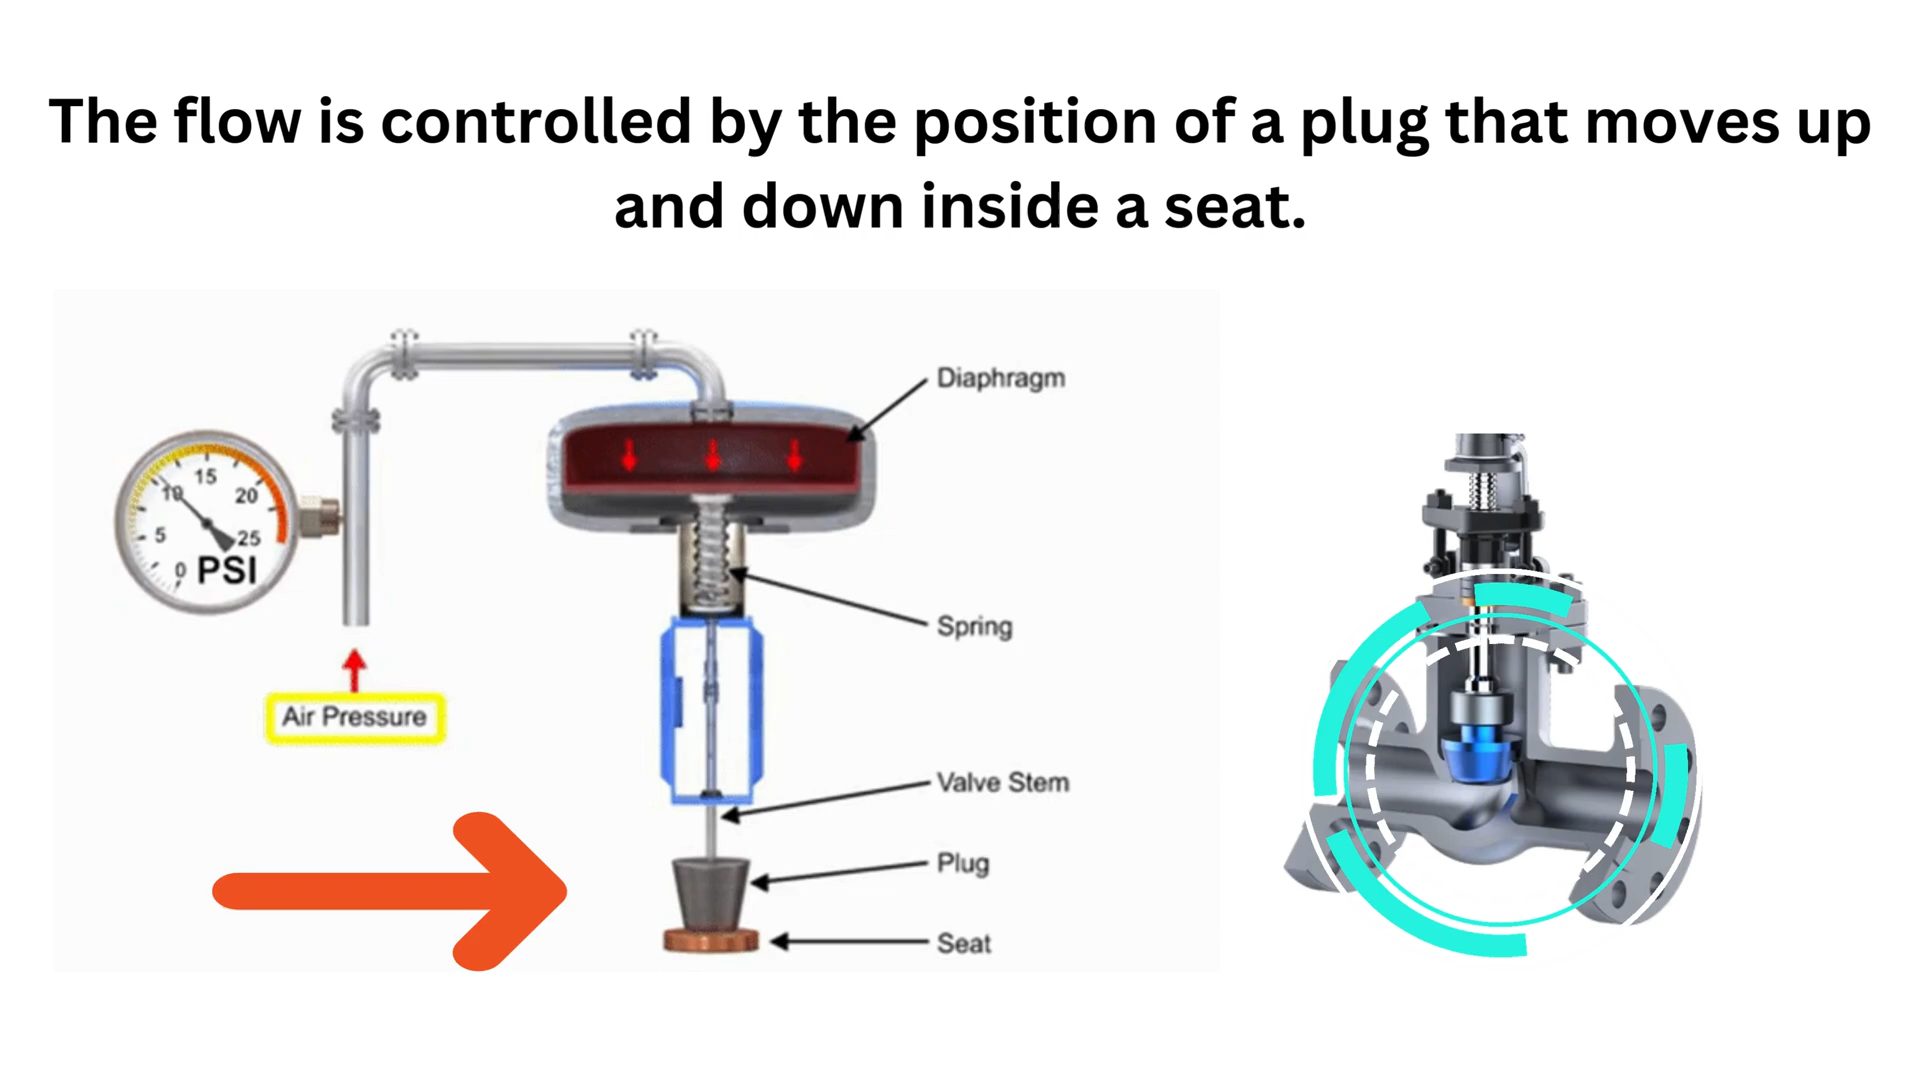 The flow is controlled by the position of a plug that moves up
and down inside a seat.
Diaphragm
15
10
20
5
25
0
PSI
Spring
Air Pressure
Valve Stem
Plug
Seat